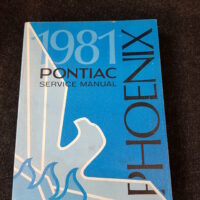 1981
PONTIAC
SERVICE MANUAL
PHOENIX